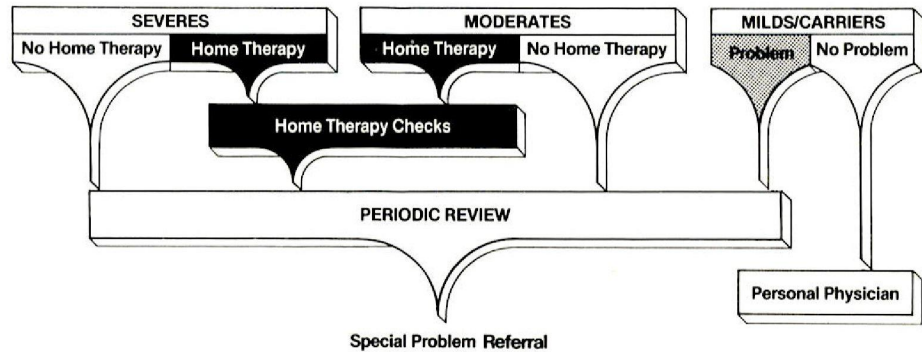 SEVERES
No Home Therapy
Home Therapy
MODERATES
Home Therapy
No Home Therapy
MILDS/CARRIERS
Problem
No Problem
Home Therapy Checks
PERIODIC REVIEW
Personal Physician
Special Problem Referral